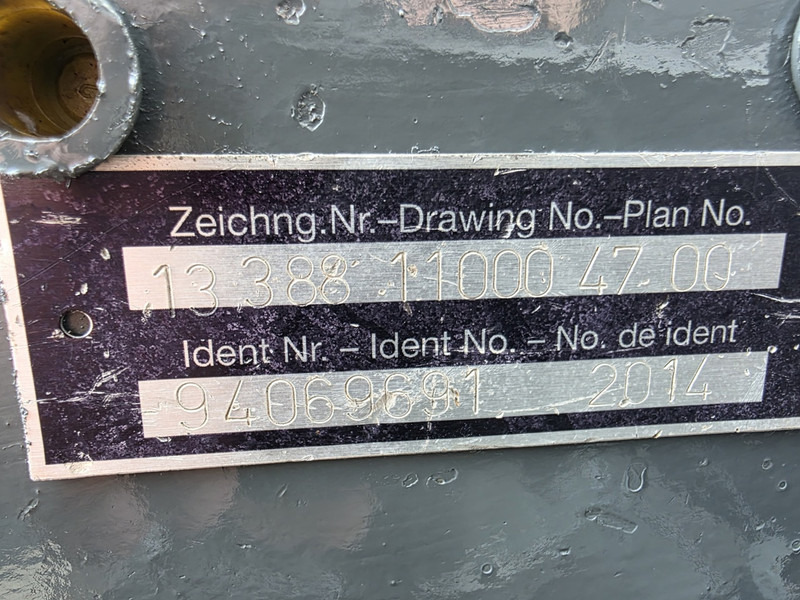 Zeichng.Nr.-Drawing No.-Plan No.
13 388 11000 47 00
Ident Nr. - Ident No. - No. de ident
94069691 2014